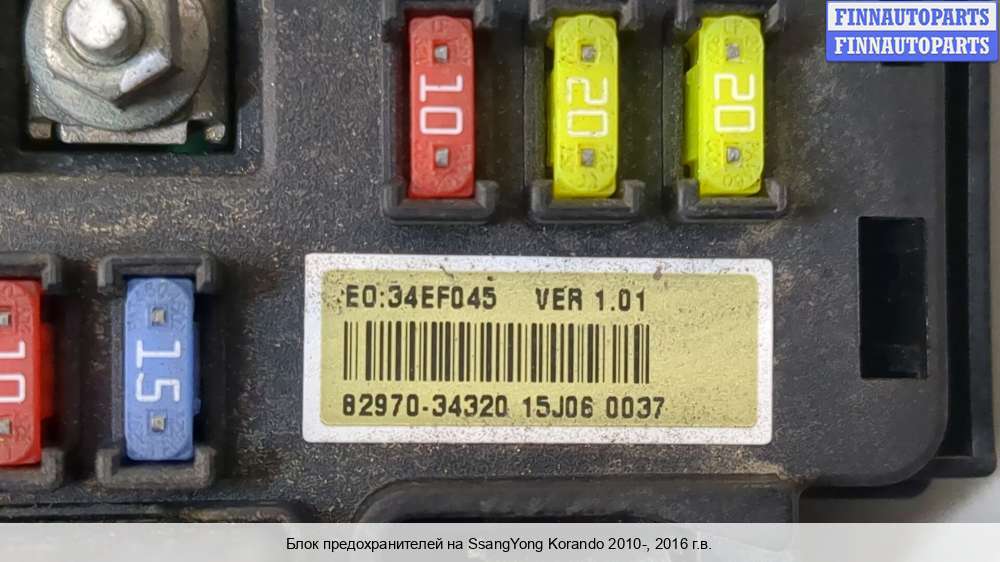 FINNAUTOPARTS
FINNAUTOPARTS
10
20
20
EO:34EF045 VER 1.01
10
15
82970-34320 15J06 0037
Блок предохранителей на SsangYong Korando 2010-, 2016 г.в.